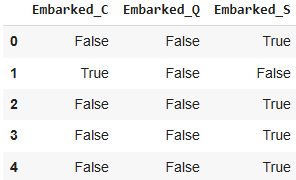 Embarked_C Embarked_Q Embarked_S
0 False False True
1 True False False
2 False False True
3 False False True
4 False False True